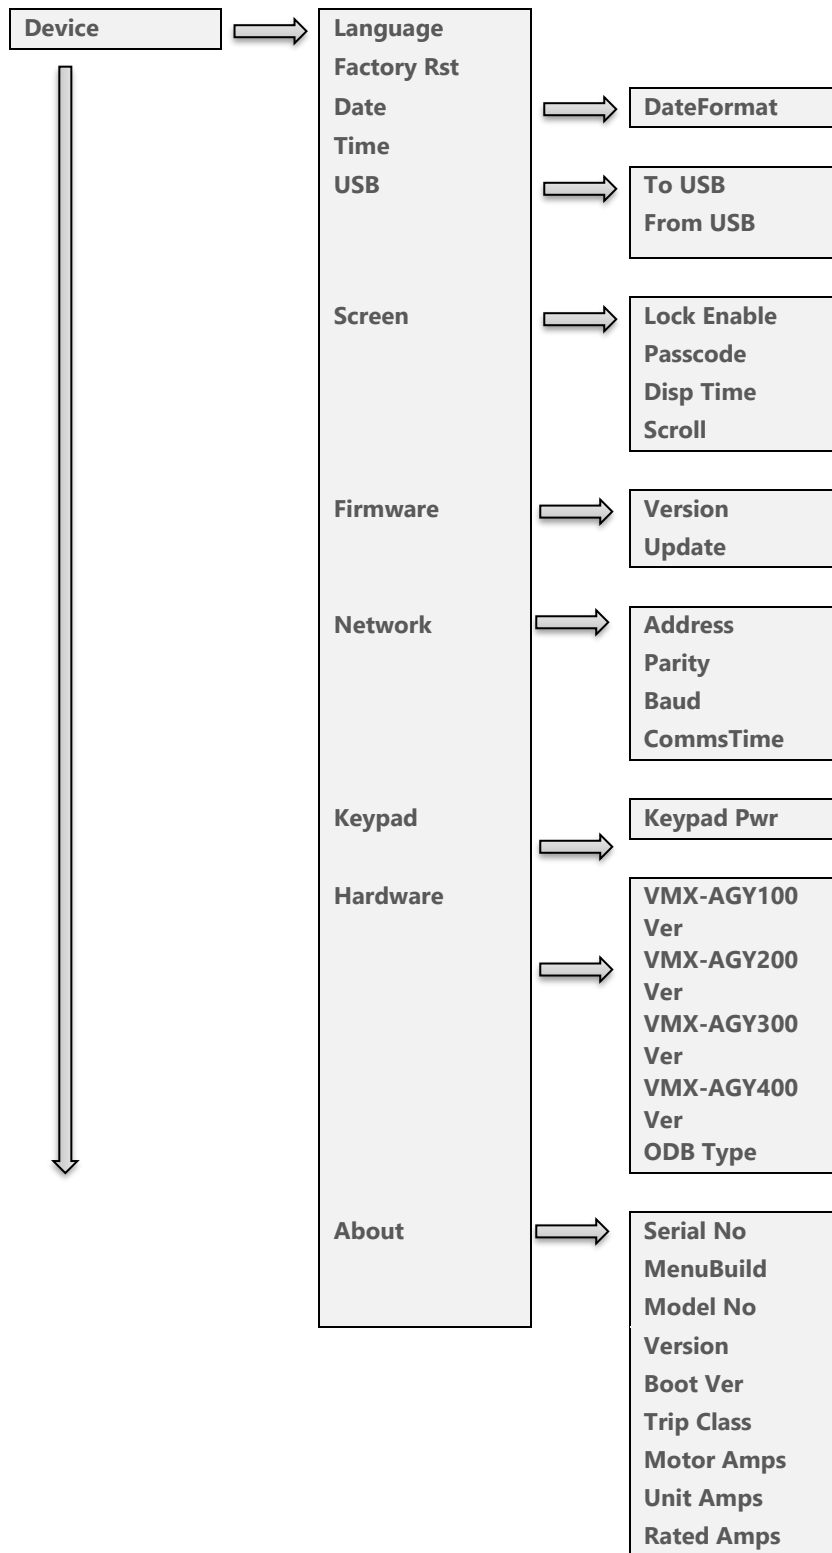 Device
Language
Factory Rst
Date
DateFormat
Time
USB
To USB
From USB
Screen
Lock Enable
Passcode
Disp Time
Scroll
Firmware
Version
Update
Network
Address
Parity
Baud
CommsTime
Keypad
Keypad Pwr
Hardware
VMX-AGY100
Ver
VMX-AGY200
Ver
VMX-AGY300
Ver
VMX-AGY400
Ver
ODB Type
About
Serial No
MenuBuild
Model No
Version
Boot Ver
Trip Class
Motor Amps
Unit Amps
Rated Amps